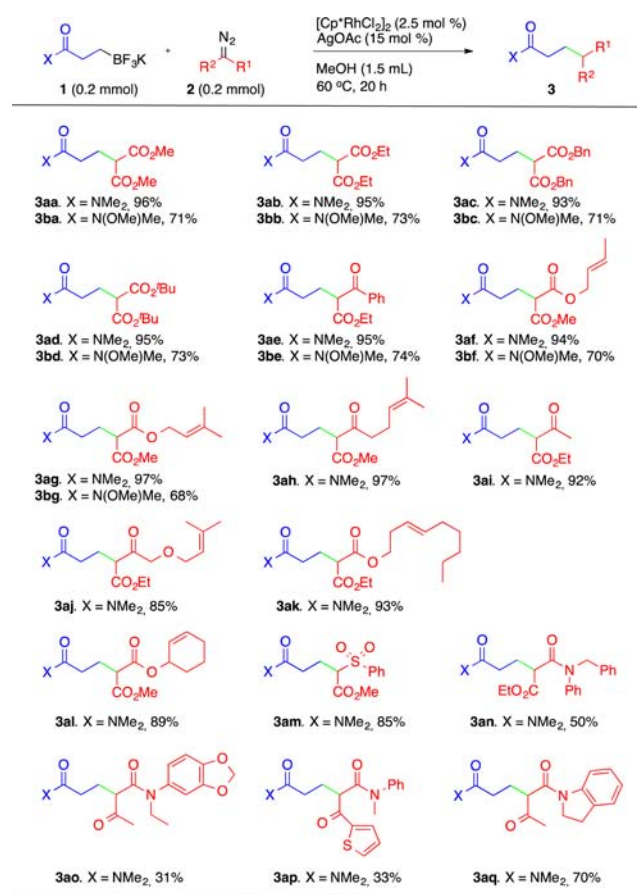 [Cp*RhCl2]2 (2.5 mol %)
AgOAc (15 mol %)
MeOH (1.5 mL)
60 ºC, 20 h
O
X
BF3K
+
N2
R2
R1
O
X
R1
R2
1 (0.2 mmol)
2 (0.2 mmol)
3
O
X
CO2Me
CO2Me
3aa. X = NMe2, 96%
3ba. X = N(OMe)Me, 71%
O
X
CO2Et
CO2Et
3ab. X = NMe2, 95%
3bb. X = N(OMe)Me, 73%
O
X
CO2Bn
CO2Bn
3ac. X = NMe2, 93%
3bc. X = N(OMe)Me, 71%
O
X
CO2tBu
CO2tBu
3ad. X = NMe2, 95%
3bd. X = N(OMe)Me, 73%
O
X
O
Ph
CO2Et
3ae. X = NMe2, 95%
3be. X = N(OMe)Me, 74%
O
X
O
O
CO2Me
3af. X = NMe2, 94%
3bf. X = N(OMe)Me, 70%
O
X
O
O
CO2Me
3ag. X = NMe2, 97%
3bg. X = N(OMe)Me, 68%
O
X
O
CO2Me
3ah. X = NMe2, 97%
O
X
O
CO2Et
3ai. X = NMe2, 92%
O
X
O
O
CO2Et
3aj. X = NMe2, 85%
O
X
O
O
CO2Et
3ak. X = NMe2, 93%
O
X
O
O
CO2Me
3al. X = NMe2, 89%
O
X
O O
S
Ph
CO2Me
3am. X = NMe2, 85%
O
X
O
N
Ph
Ph
EtO
O
3an. X = NMe2, 50%
O
X
O
N
O
O
O
3ao. X = NMe2, 31%
O
X
O
N
Ph
O
S
3ap. X = NMe2, 33%
O
X
O
N
O
3aq. X = NMe2, 70%